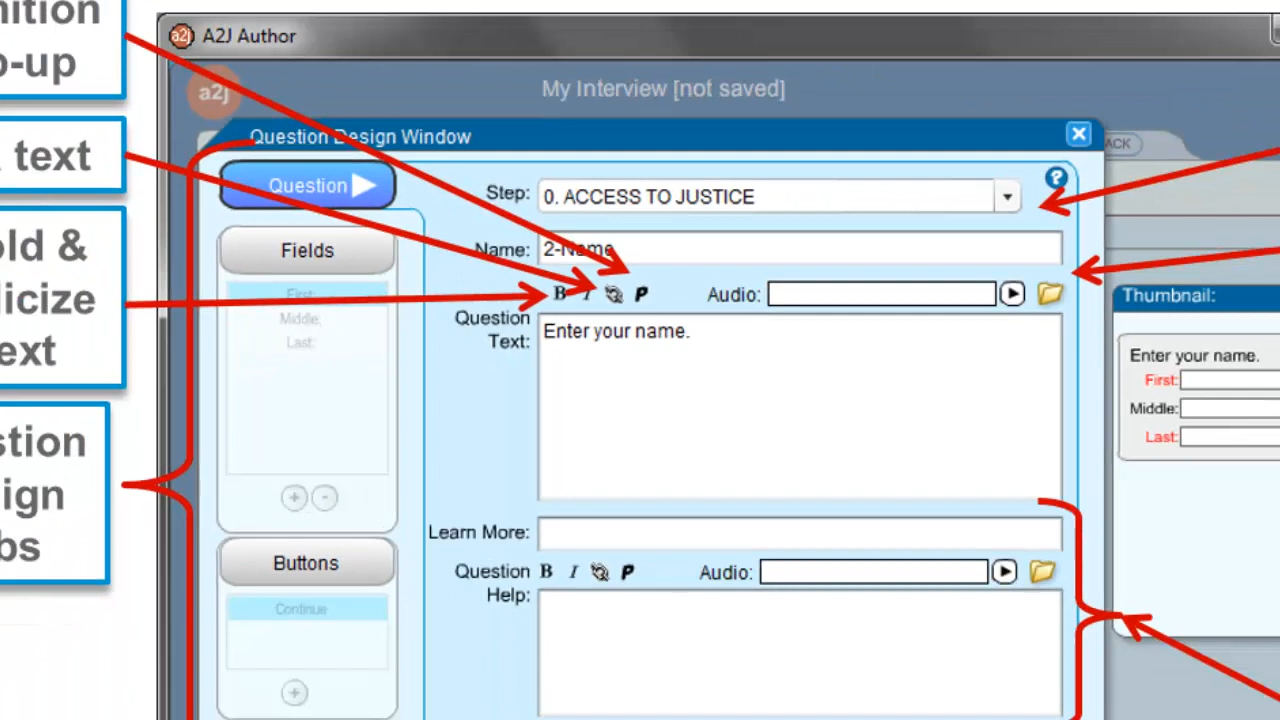 nition
p-up
text
old &
licize
ext
stion
ign
bs
a2j A2J Author
a2j
My Interview [not saved]
Question Design Window
ACK
Question
Step: 0. ACCESS TO JUSTICE
Fields
Name: 2-Name
First:
Middle:
Last:
B I P Audio:
Question
Text:
Enter your name.
Thumbnail:
Enter your name.
First:
Middle:
Last:
Learn More:
Buttons
Question
Help:
B I P Audio:
Continue